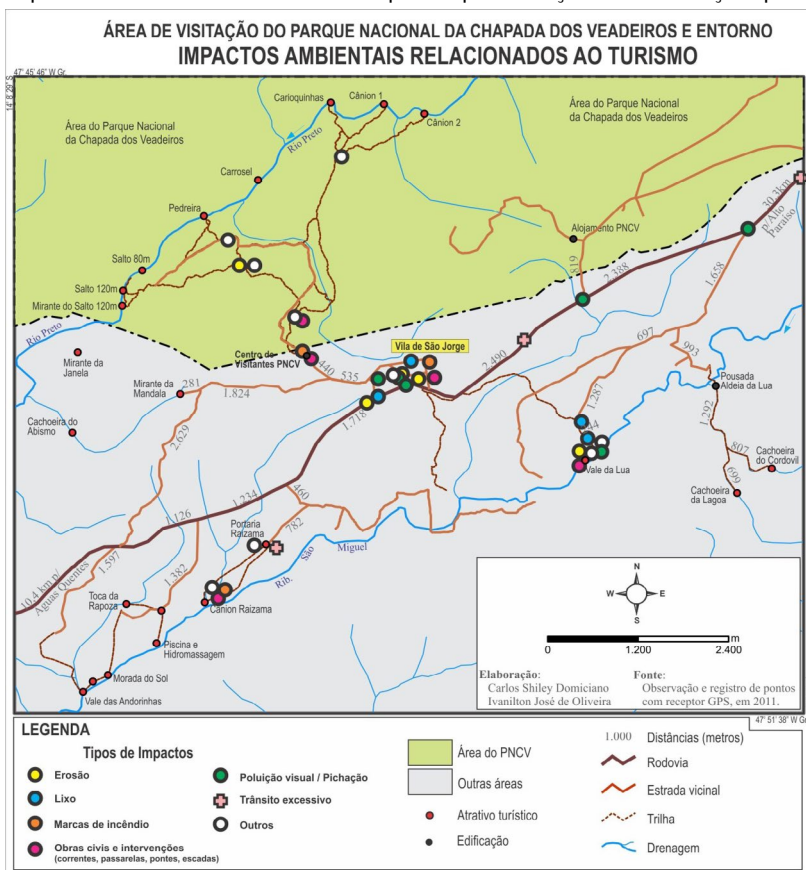 ÁREA DE VISITAÇÃO DO PARQUE NACIONAL DA CHAPADA DOS VEADEIROS E ENTORNO
IMPACTOS AMBIENTAIS RELACIONADOS AO TURISMO
47° 45' 46" W Gr.
14° 8' 29" S
Carioquinhas
Cânion 1
Cânion 2
Área do Parque Nacional
da Chapada dos Veadeiros
Área do Parque Nacional
da Chapada dos Veadeiros
Rio Preto
Carrosel
Pedreira
Alojamento PNCV
30.3km
p/Alto
Paraíso
Salto 80m
Salto 120m
Mirante do Salto 120m
819
2.388
1.658
Rio Preto
Mirante da
Janela
Centro de
Visitantes PNCV
440
535
Vila de São Jorge
2.490
697
993
Mirante da
Mandala
281
1.824
1.718
1.287
Pousada
Aldeia da Lua
Cachoeira do
Abismo
2.629
44
1.292
807
Cachoeira
do Cordovil
Vale da Lua
699
Cachoeira
da Lagoa
1.234
460
1.126
Portaria
Raizama
782
Rib. São Miguel
10.4 km p/
Aguas Quentes
1.597
1.382
Toca da
Rapoza
Cânion Raizama
Piscina e
Hidromassagem
Morada do Sol
Vale das Andorinhas
N
W
E
S
0 1.200 2.400 m
Elaboração:
Carlos Shiley Domiciano
Ivanilton José de Oliveira
Fonte:
Observação e registro de pontos
com receptor GPS, em 2011.
47° 51' 38" W Gr
LEGENDA
Tipos de Impactos
Erosão
Lixo
Marcas de incêndio
Obras civis e intervenções
(correntes, passarelas, pontes, escadas)
Poluição visual / Pichação
Trânsito excessivo
Outros
Área do PNCV
Outras áreas
Atrativo turístico
Edificação
1.000 Distâncias (metros)
Rodovia
Estrada vicinal
Trilha
Drenagem